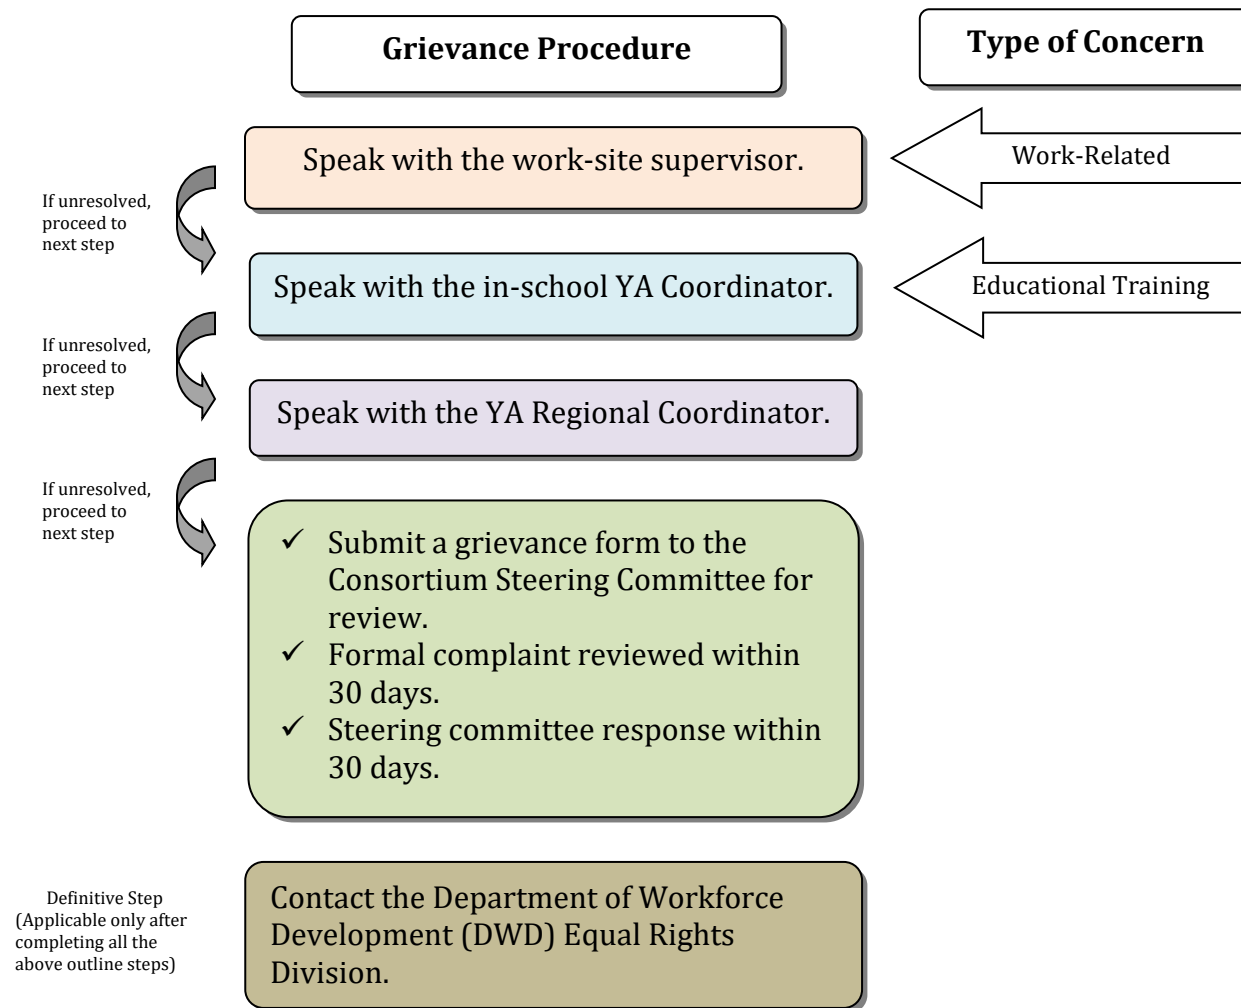 Grievance Procedure
Type of Concern
Speak with the work-site supervisor.
Work-Related
If unresolved,
proceed to
next step
Speak with the in-school YA Coordinator.
Educational Training
If unresolved,
proceed to
next step
Speak with the YA Regional Coordinator.
If unresolved,
proceed to
next step
✓ Submit a grievance form to the
Consortium Steering Committee for
review.
✓ Formal complaint reviewed within
30 days.
✓ Steering committee response within
30 days.
Definitive Step
(Applicable only after
completing all the
above outline steps)
Contact the Department of Workforce
Development (DWD) Equal Rights
Division.